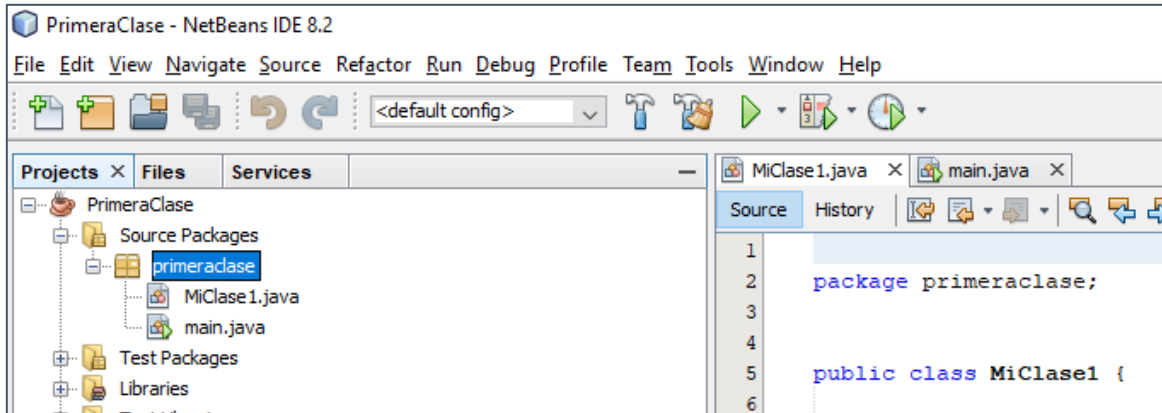 PrimeraClase - NetBeans IDE 8.2
File Edit View Navigate Source Refactor Run Debug Profile Team Tools Window Help
<default config>
Projects Files Services
PrimeraClase
Source Packages
primeraclase
MiClase1.java
main.java
Test Packages
Libraries
MiClase1.java main.java
Source History
1
2 package primeraclase;
3
4
5 public class MiClase1 {
6